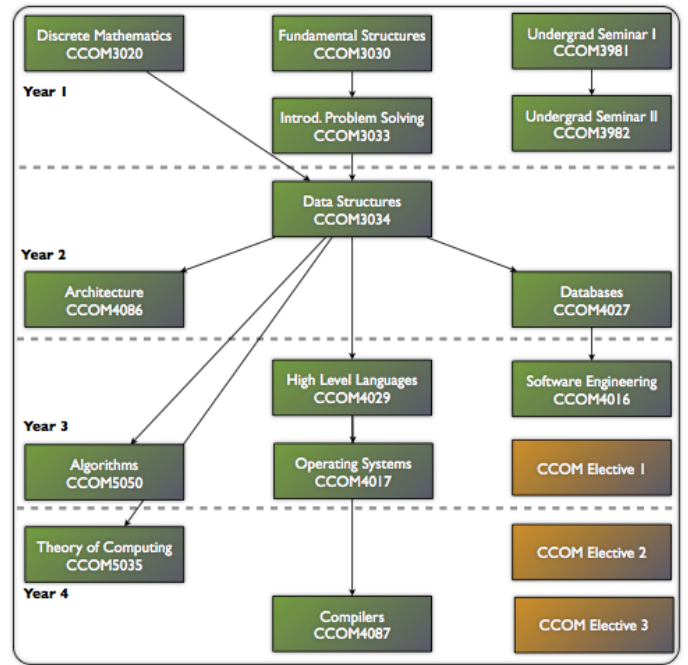 Discrete Mathematics
CCOM3020
Fundamental Structures
CCOM3030
Undergrad Seminar I
CCOM3981
Year 1
Introd. Problem Solving
CCOM3033
Undergrad Seminar II
CCOM3982
Data Structures
CCOM3034
Year 2
Architecture
CCOM4086
Databases
CCOM4027
High Level Languages
CCOM4029
Software Engineering
CCOM4016
Year 3
Algorithms
CCOM5050
Operating Systems
CCOM4017
CCOM Elective 1
Theory of Computing
CCOM5035
CCOM Elective 2
Year 4
Compilers
CCOM4087
CCOM Elective 3